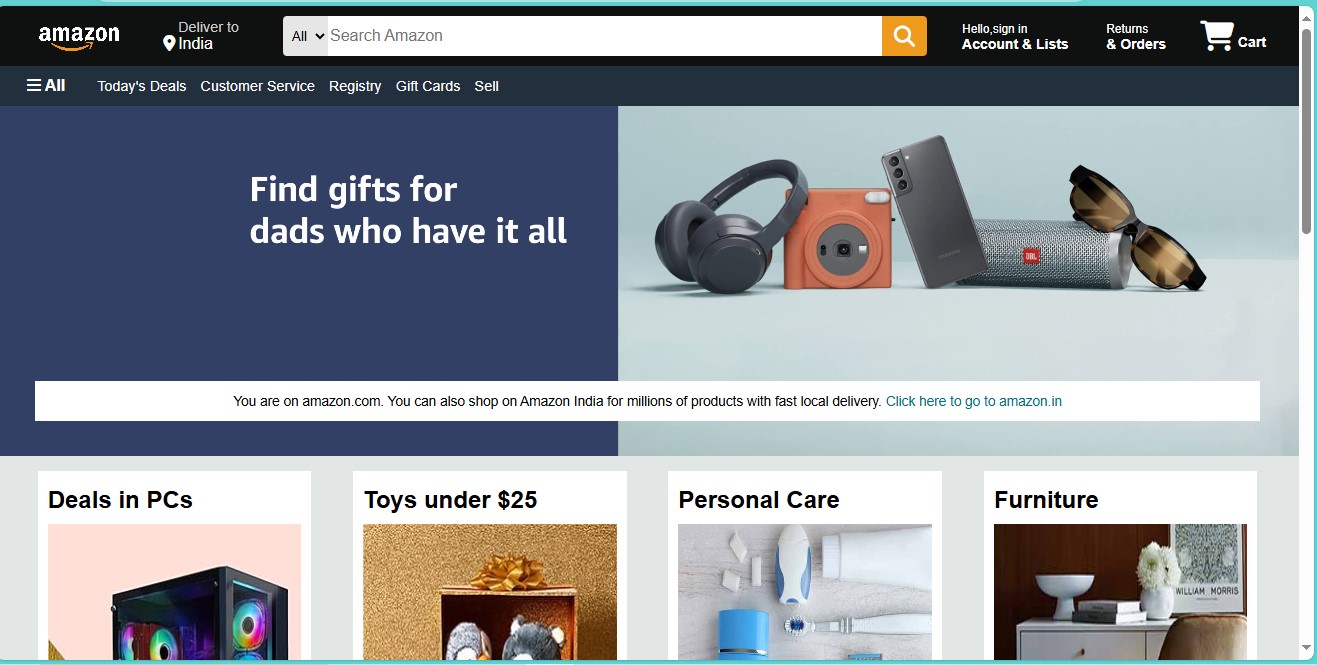 amazon
Deliver to
India
All
Search Amazon
Hello,sign in
Account & Lists
Returns
& Orders
Cart
All
Today's Deals
Customer Service
Registry
Gift Cards
Sell
Find gifts for
dads who have it all
SAMSUNG
JBL
You are on amazon.com. You can also shop on Amazon India for millions of products with fast local delivery. Click here to go to amazon.in
Deals in PCs
Toys under $25
Personal Care
Furniture
WILLIAM MORRIS